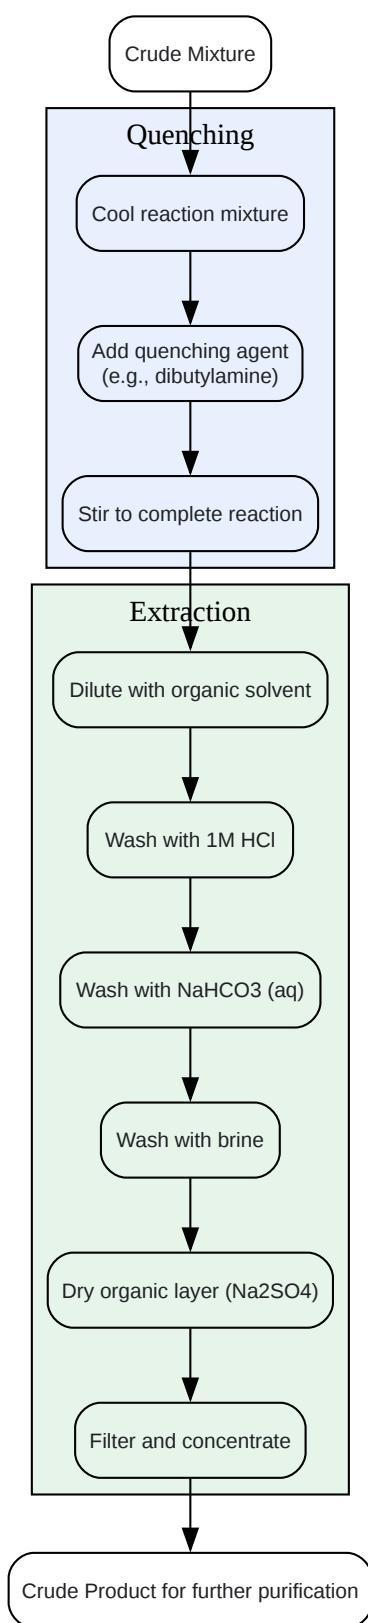 Crude Mixture
Quenching
Cool reaction mixture
Add quenching agent
(e.g., dibutylamine)
Stir to complete reaction
Extraction
Dilute with organic solvent
Wash with 1M HCl
Wash with NaHCO3 (aq)
Wash with brine
Dry organic layer (Na2SO4)
Filter and concentrate
Crude Product for further purification